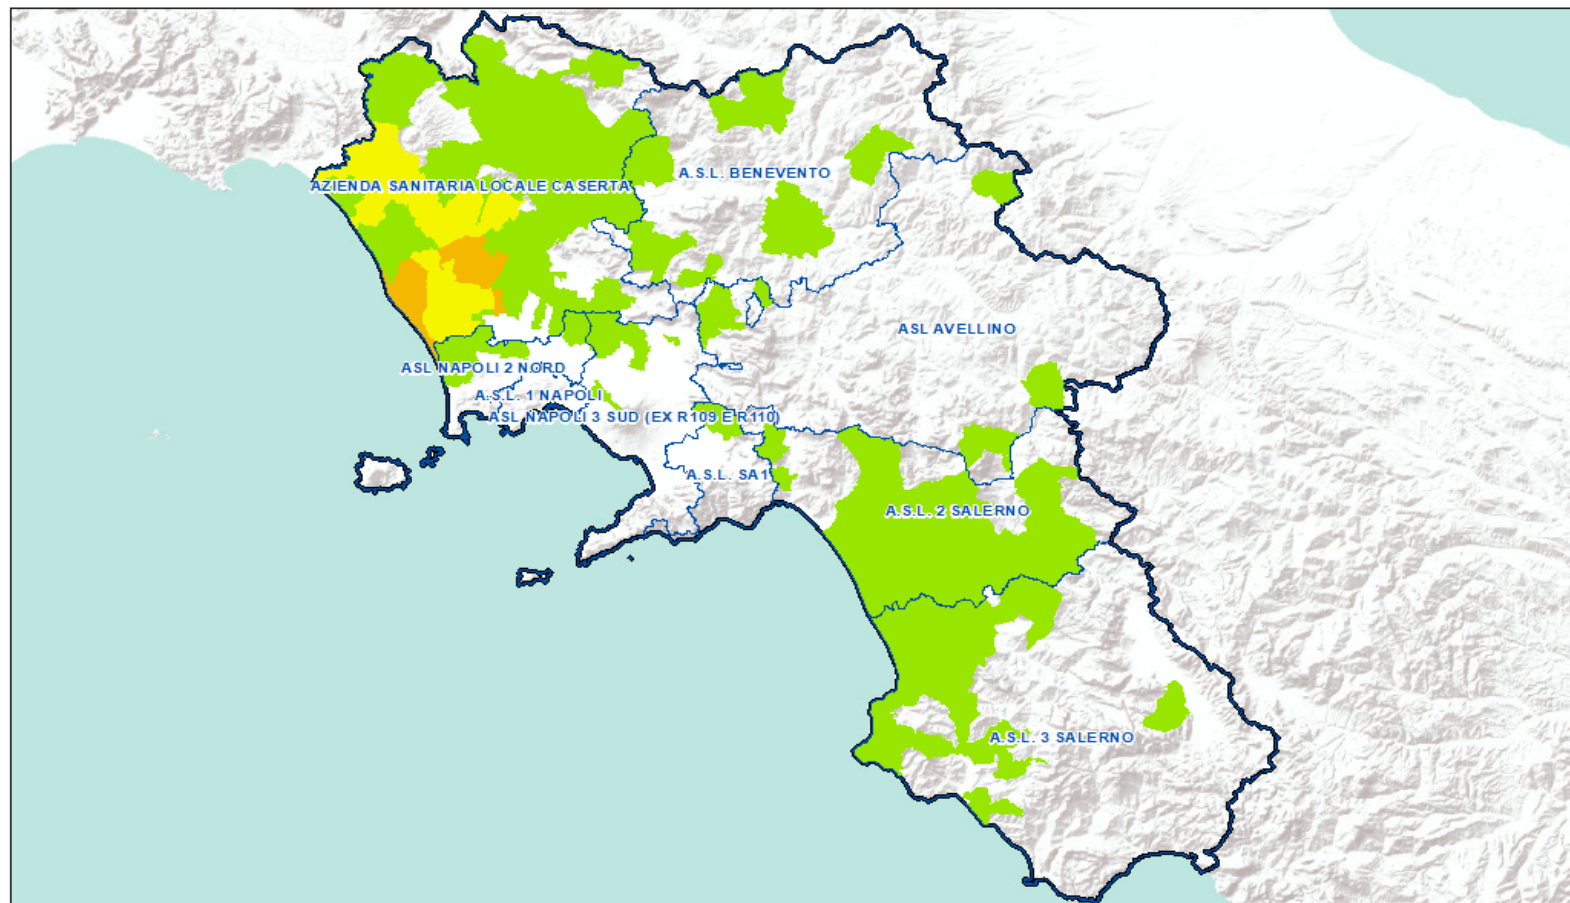 A.S.L. BENEVENTO
AZIENDA SANITARIA LOCALE CASERTA
ASL AVELLINO
ASL NAPOLI 2 NORD
A.S.L. 1 NAPOLI
ASL NAPOLI 3 SUD (EX R109 E R110)
A.S.L. SA1
A.S.L. 2 SALERNO
A.S.L. 3 SALERNO